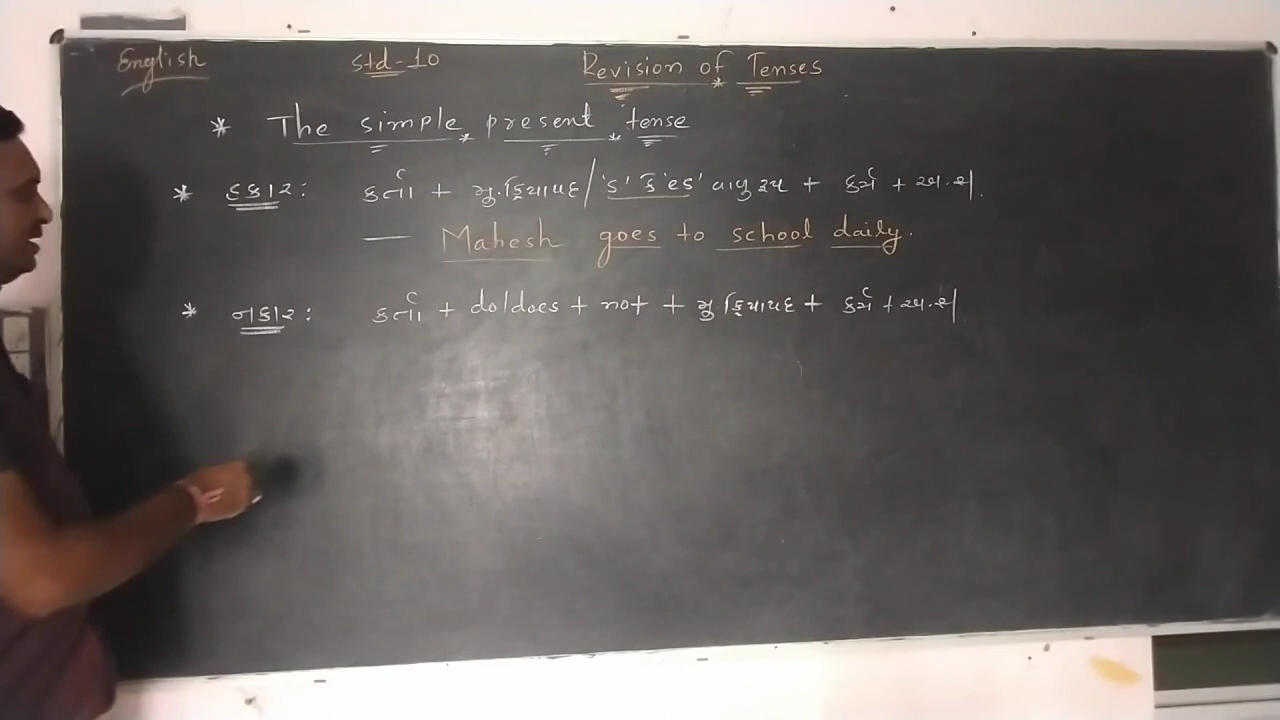 English std-10 Revision of Tenses
* The simple present tense
* હકાર: કર્તા + મુ.ક્રિયાપદ/'s' કે 'es' વાળુ રૂપ + કર્મ + અ.શ.
— Mahesh goes to school daily.
* નકાર: કર્તા + do/does + not + મુ ક્રિયાપદ + કર્મ + અ.શ